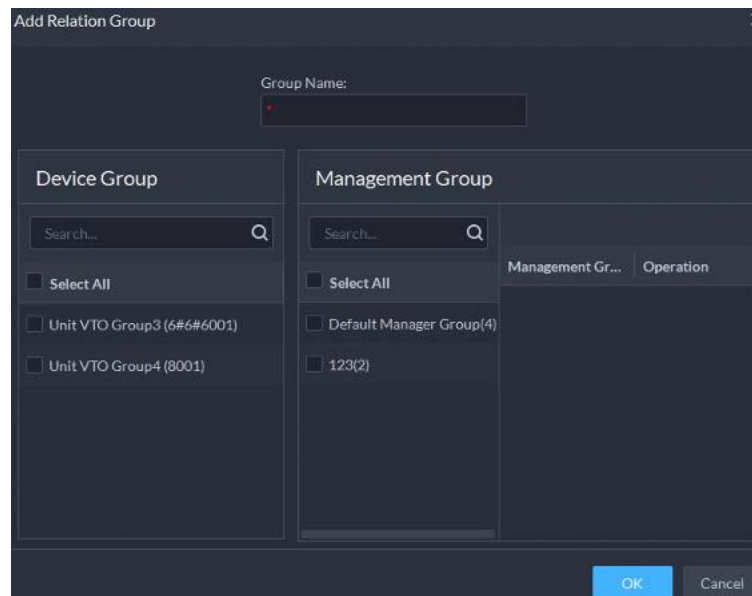 Add Relation Group
Group Name:
*
Device Group
Search...
Select All
Unit VTO Group3 (6#6#6001)
Unit VTO Group4 (8001)
Management Group
Search...
Select All
Default Manager Group(4)
123(2)
Management Gr... Operation
OK Cancel